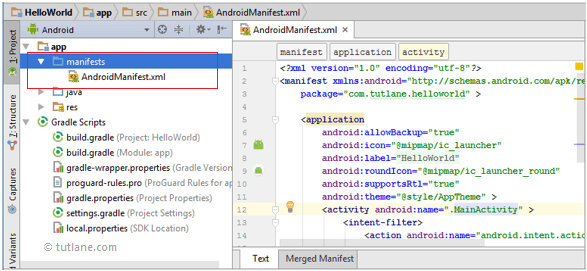 HelloWorld app src main AndroidManifest.xml
Android
AndroidManifest.xml
1: Project
7: Structure
Captures
Variants
app
manifests
AndroidManifest.xml
java
res
Gradle Scripts
build.gradle (Project: HelloWorld)
build.gradle (Module: app)
gradle-wrapper.properties (Gradle Version
proguard-rules.pro (ProGuard Rules for ap
gradle.properties (Project Properties)
settings.gradle (Project Settings)
local.properties (SDK Location)
© tutlane.com
manifest application activity
1 <?xml version="1.0" encoding="utf-8"?>
2 <manifest xmlns:android="http://schemas.android.com/apk/re
3 package="com.tutlane.helloworld" >
4
5 <application
6 android:allowBackup="true"
7 android:icon="@mipmap/ic_launcher"
8 android:label="HelloWorld"
9 android:roundIcon="@mipmap/ic_launcher_round"
10 android:supportsRtl="true"
11 android:theme="@style/AppTheme" >
12 <activity android:name=".MainActivity" >
13 <intent-filter>
14 <action android:name="android.intent.actio
Text Merged Manifest